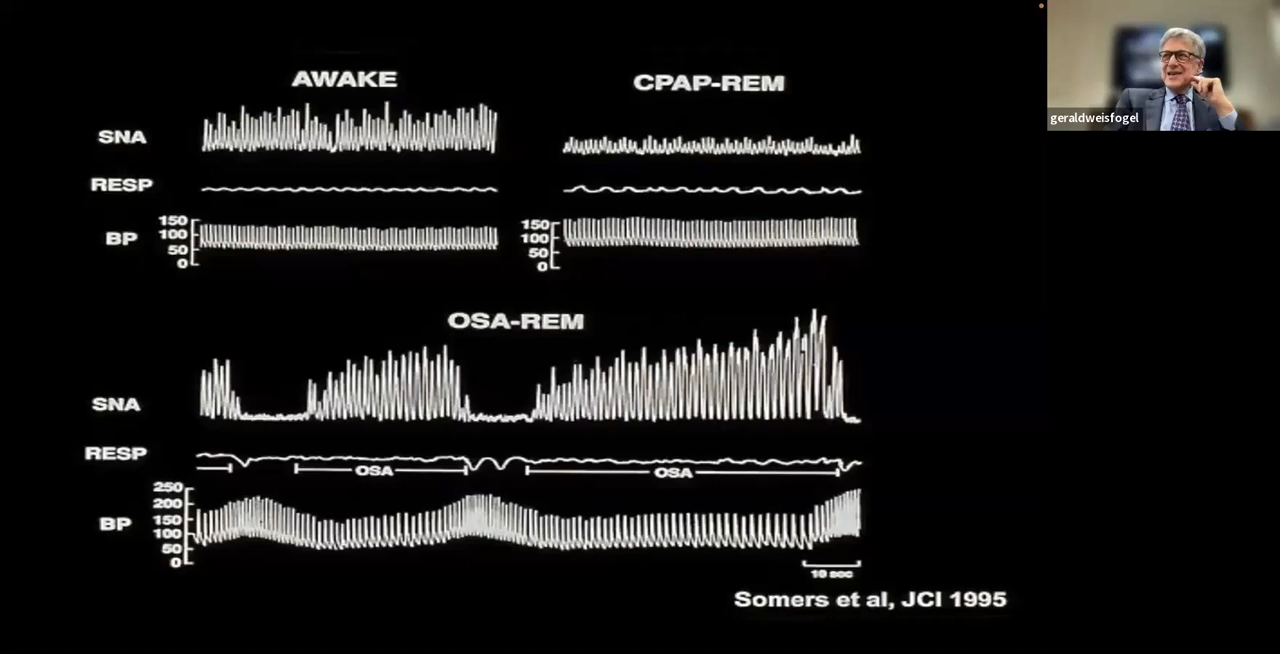 AWAKE
CPAP-REM
geraldweisfogel
SNA
RESP
BP
150
100
50
0
150
100
50
0
OSA-REM
SNA
RESP
OSA
OSA
BP
250
200
150
100
50
0
10 sec
Somers et al, JCI 1995